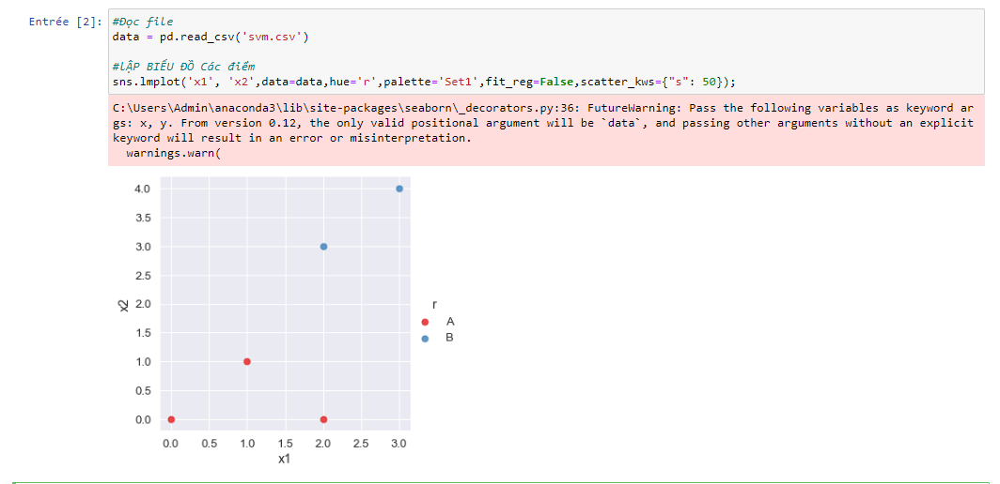 Entrée [2]:
#Đọc file
data = pd.read_csv('svm.csv')
#LẬP BIỂU ĐỒ Các điểm
sns.lmplot('x1', 'x2',data=data,hue='r',palette='Set1',fit_reg=False,scatter_kws={"s": 50});
C:\Users\Admin\anaconda3\lib\site-packages\seaborn\_decorators.py:36: FutureWarning: Pass the following variables as keyword ar
gs: x, y. From version 0.12, the only valid positional argument will be `data`, and passing other arguments without an explicit
keyword will result in an error or misinterpretation.
warnings.warn(
4.0
3.5
3.0
2.5
2.0
1.5
1.0
0.5
0.0
x2
r
A
B
0.0 0.5 1.0 1.5 2.0 2.5 3.0
x1